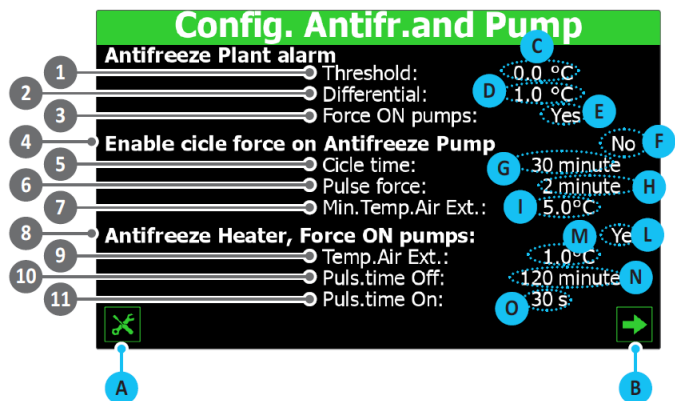 Config. Antifr.and Pump
Antifreeze Plant alarm
C
1 Threshold: 0.0 °C
2 Differential: D 1.0 °C
3 Force ON pumps: Yes E
4 Enable cicle force on Antifreeze Pump No F
5 Cicle time: G 30 minute
6 Pulse force: 2 minute H
7 Min.Temp.Air Ext.: I 5.0°C
8 Antifreeze Heater, Force ON pumps: M Ye L
9 Temp.Air Ext.: 1.0°C
10 Puls.time Off: 120 minute N
11 Puls.time On: O 30 s
A B